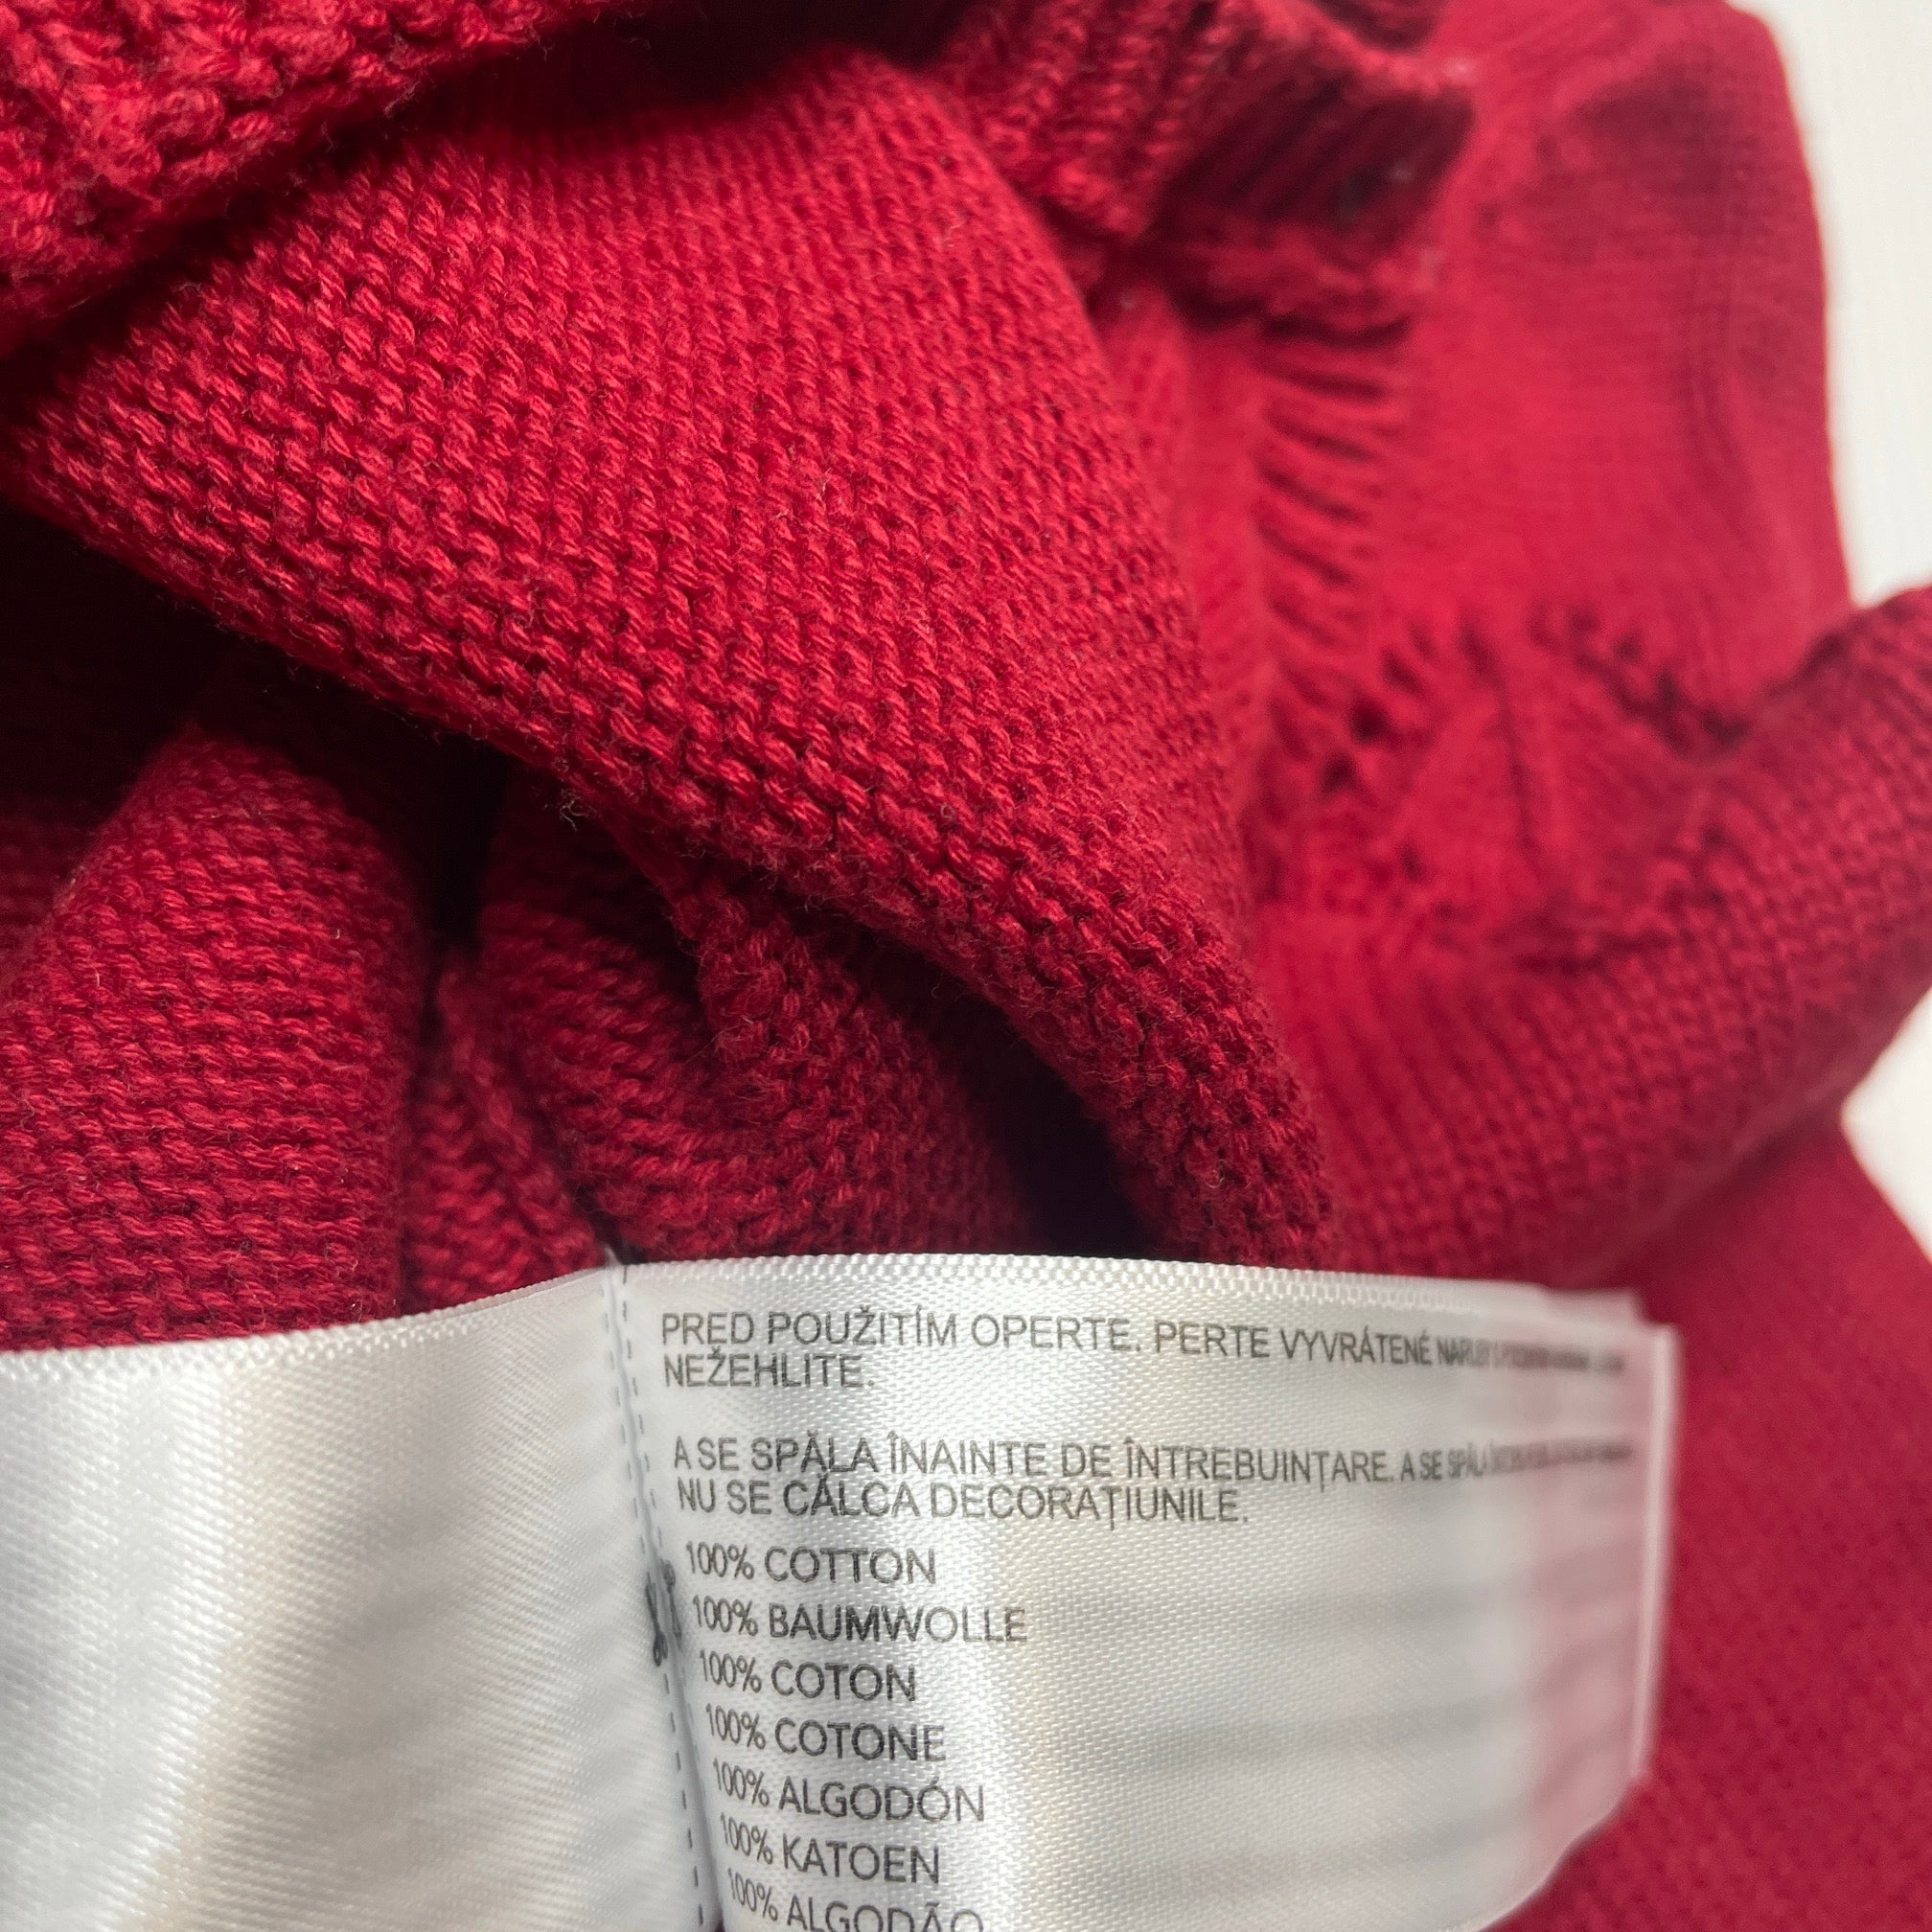 PRED POUŽITÍM OPERTE. PERTE VYVRÁTENÉ
NEŽEHLITE.
A SE SPĂLA ÎNAINTE DE ÎNTREBUINȚARE. A SE SPĂLA
NU SE CĂLCA DECORAȚIUNILE.
100% COTTON
100% BAUMWOLLE
100% COTON
100% COTONE
100% ALGODÓN
100% KATOEN
100% ALGODÃO